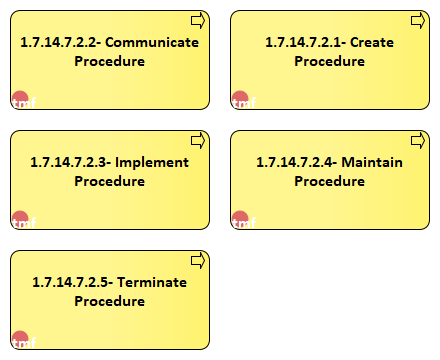 1.7.14.7.2.2- Communicate
Procedure
tmf
1.7.14.7.2.1- Create
Procedure
tmf
1.7.14.7.2.3- Implement
Procedure
tmf
1.7.14.7.2.4- Maintain
Procedure
tmf
1.7.14.7.2.5- Terminate
Procedure
tmf